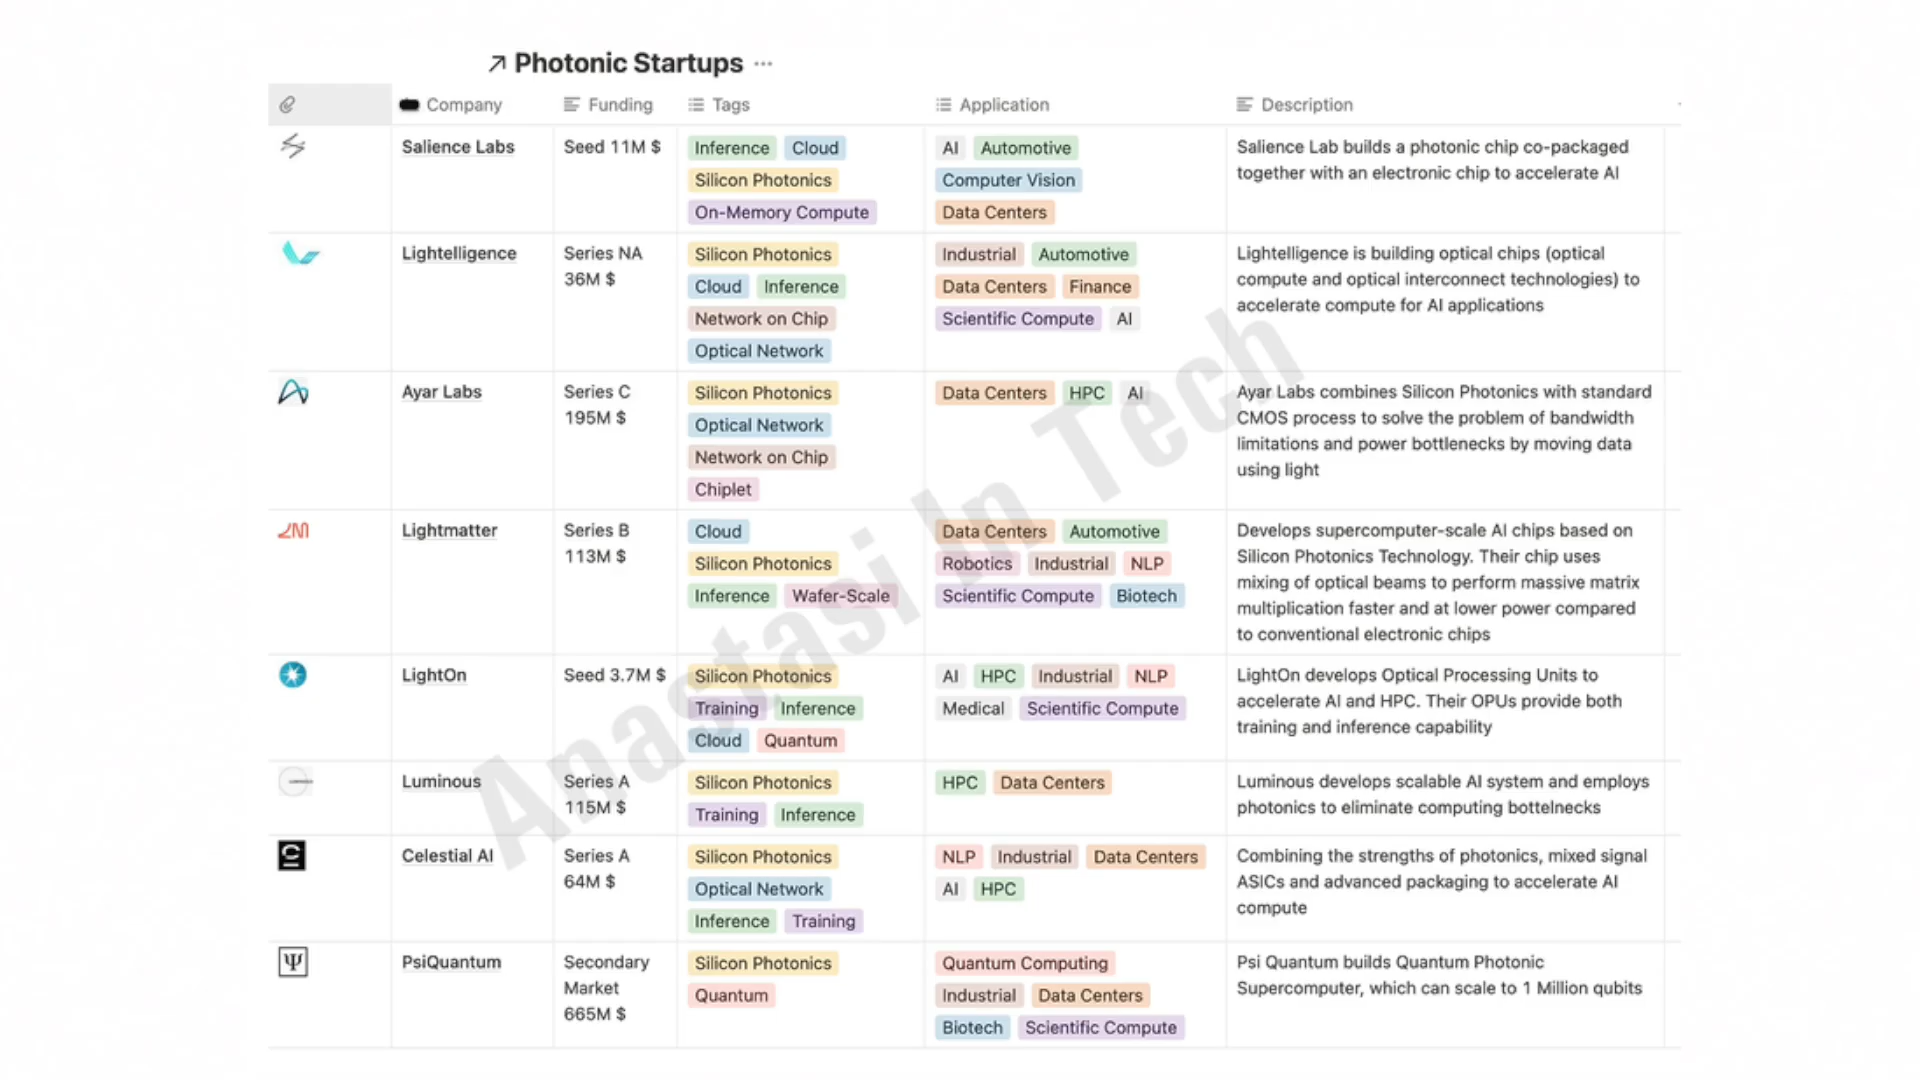 Photonic Startups ...
Company Funding Tags Application Description
Salience Labs
Seed 11M $
Inference Cloud
Silicon Photonics
On-Memory Compute
AI Automotive
Computer Vision
Data Centers
Salience Lab builds a photonic chip co-packaged
together with an electronic chip to accelerate AI
Lightelligence
Series NA
36M $
Silicon Photonics
Cloud Inference
Network on Chip
Optical Network
Industrial Automotive
Data Centers Finance
Scientific Compute AI
Lightelligence is building optical chips (optical
compute and optical interconnect technologies) to
accelerate compute for AI applications
Ayar Labs
Series C
195M $
Silicon Photonics
Optical Network
Network on Chip
Chiplet
Data Centers HPC AI
Ayar Labs combines Silicon Photonics with standard
CMOS process to solve the problem of bandwidth
limitations and power bottlenecks by moving data
using light
LM
Lightmatter
Series B
113M $
Cloud
Silicon Photonics
Inference Wafer-Scale
Data Centers Automotive
Robotics Industrial NLP
Scientific Compute Biotech
Develops supercomputer-scale AI chips based on
Silicon Photonics Technology. Their chip uses
mixing of optical beams to perform massive matrix
multiplication faster and at lower power compared
to conventional electronic chips
LightOn
Seed 3.7M $
Silicon Photonics
Training Inference
Cloud Quantum
AI HPC Industrial NLP
Medical Scientific Compute
LightOn develops Optical Processing Units to
accelerate AI and HPC. Their OPUs provide both
training and inference capability
Luminous
Series A
115M $
Silicon Photonics
Training Inference
HPC Data Centers
Luminous develops scalable AI system and employs
photonics to eliminate computing bottelnecks
Celestial AI
Series A
64M $
Silicon Photonics
Optical Network
Inference Training
NLP Industrial Data Centers
AI HPC
Combining the strengths of photonics, mixed signal
ASICs and advanced packaging to accelerate AI
compute
Ψ
PsiQuantum
Secondary
Market
665M $
Silicon Photonics
Quantum
Quantum Computing
Industrial Data Centers
Biotech Scientific Compute
Psi Quantum builds Quantum Photonic
Supercomputer, which can scale to 1 Million qubits
Anastasi In Tech